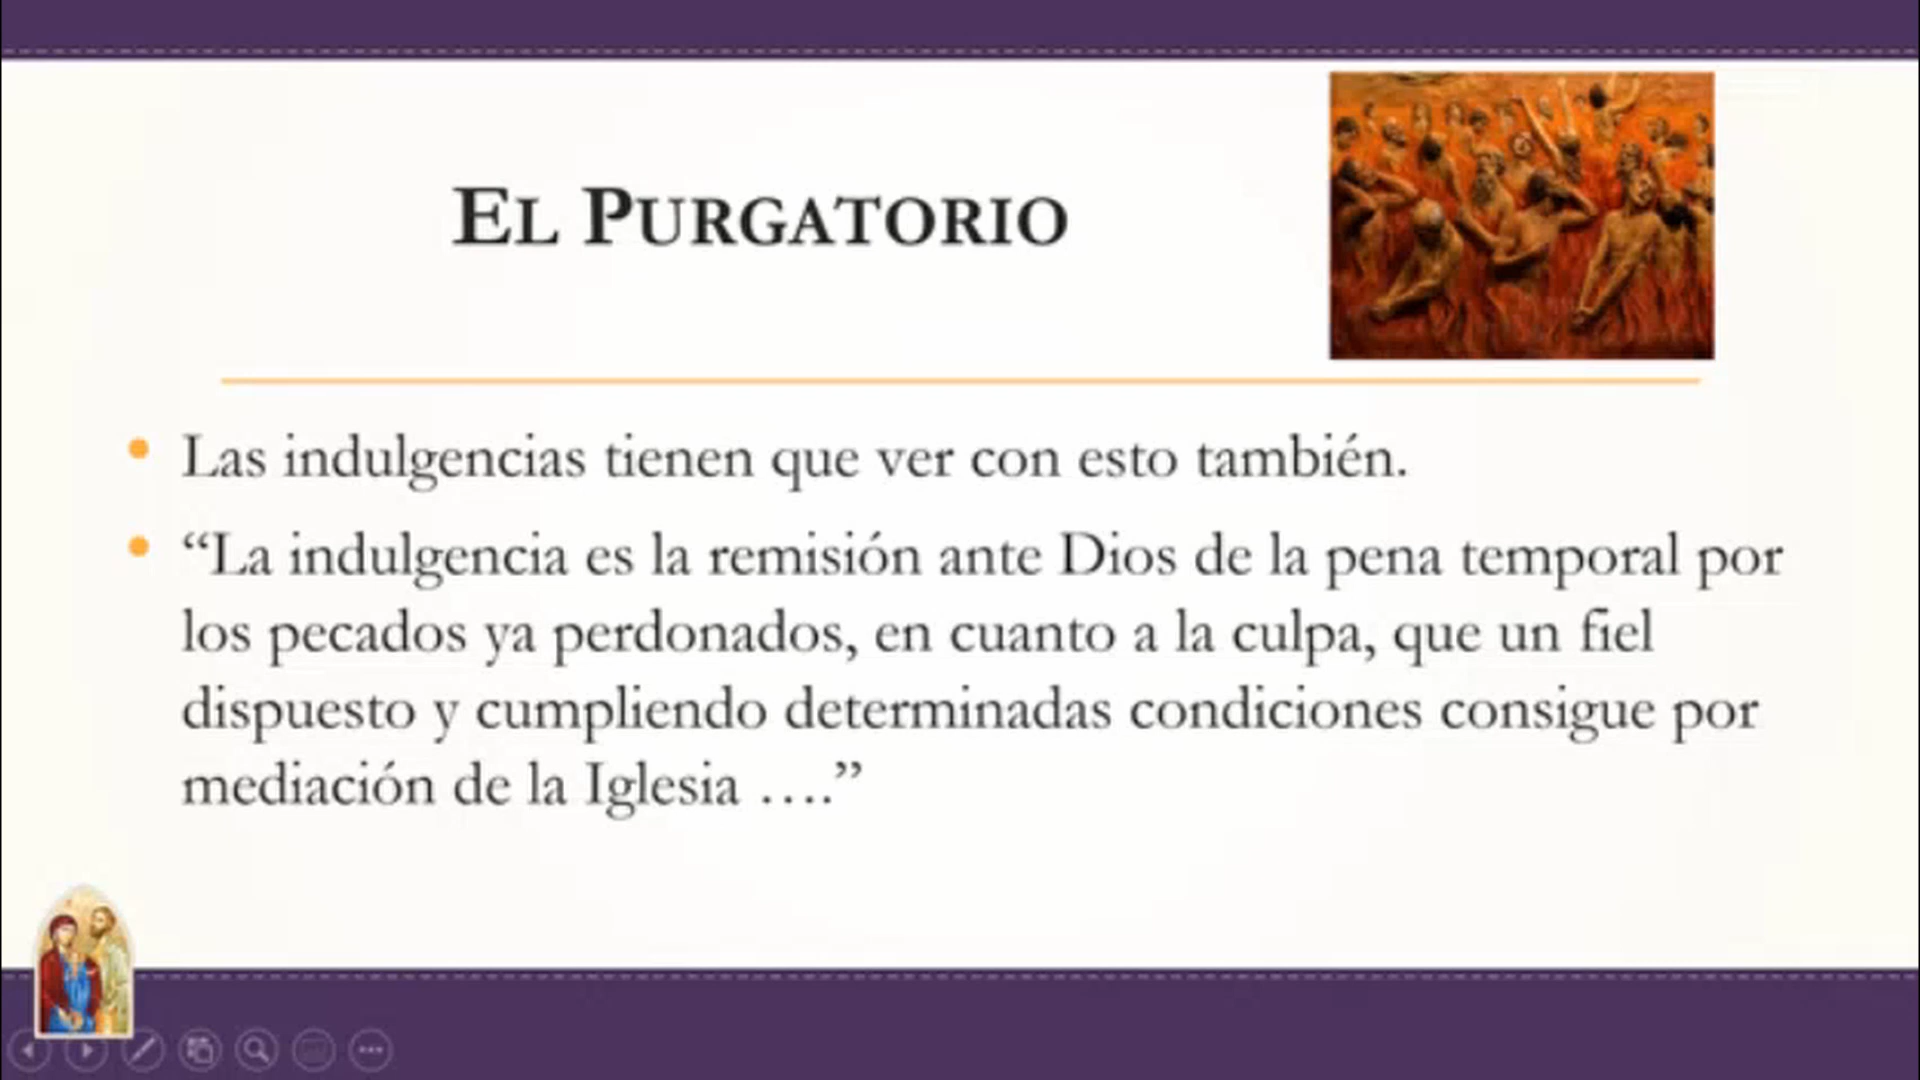 EL PURGATORIO
Las indulgencias tienen que ver con esto también.
“La indulgencia es la remisión ante Dios de la pena temporal por
los pecados ya perdonados, en cuanto a la culpa, que un fiel
dispuesto y cumpliendo determinadas condiciones consigue por
mediación de la Iglesia ….”